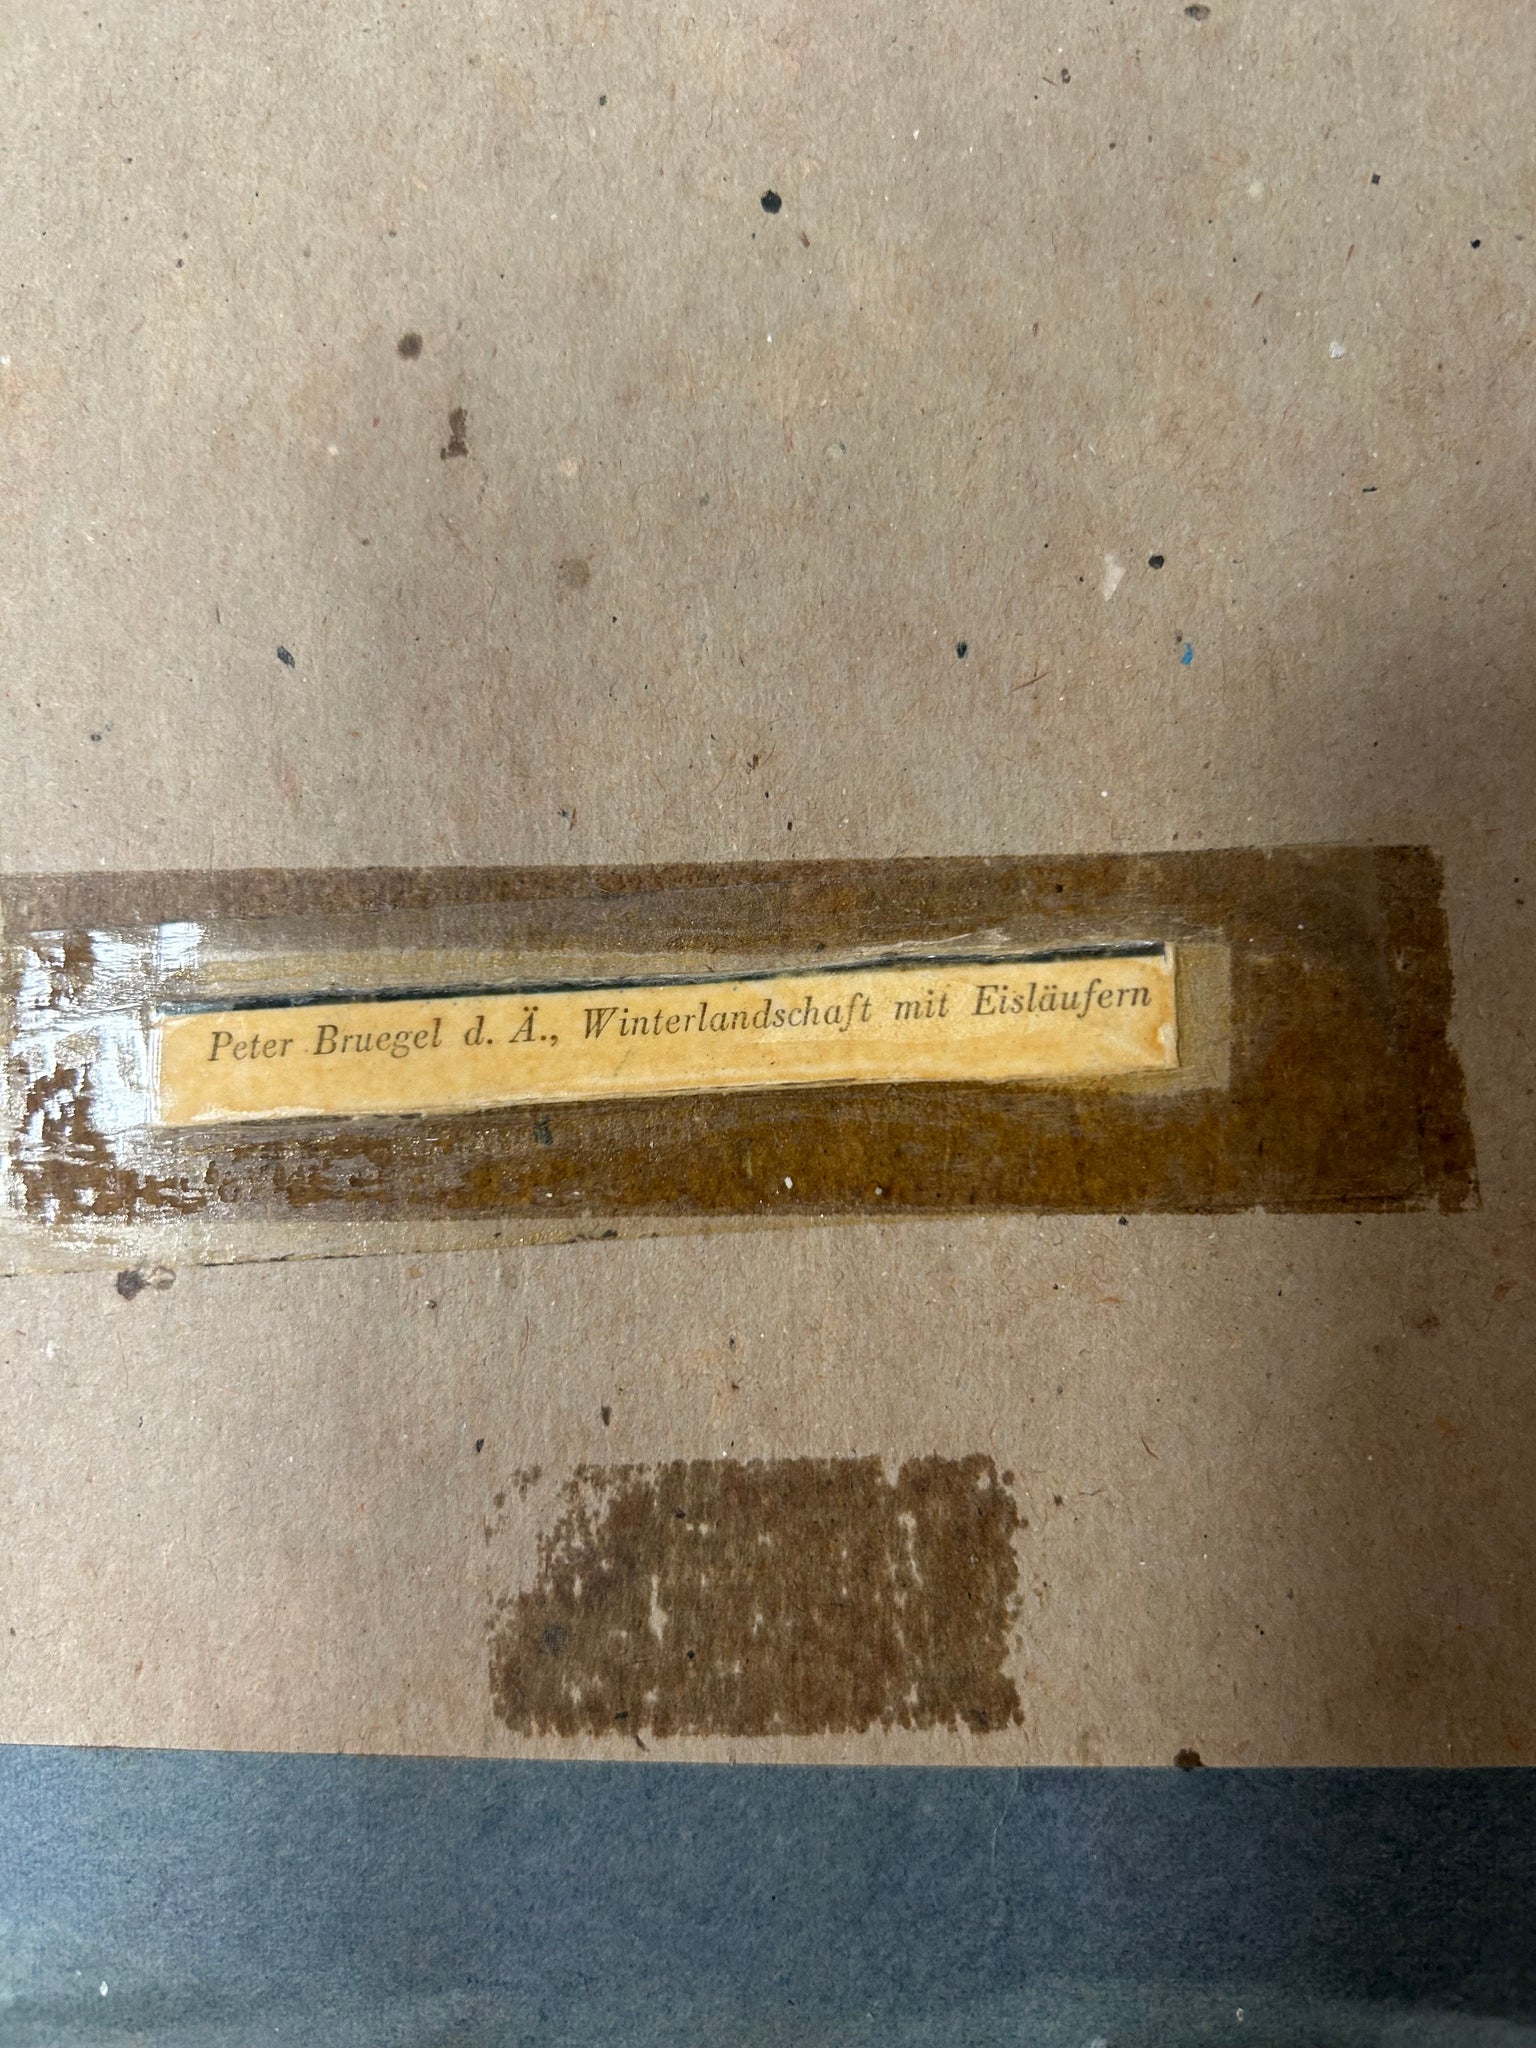 Peter Bruegel d. Ä., Winterlandschaft mit Eisläufern